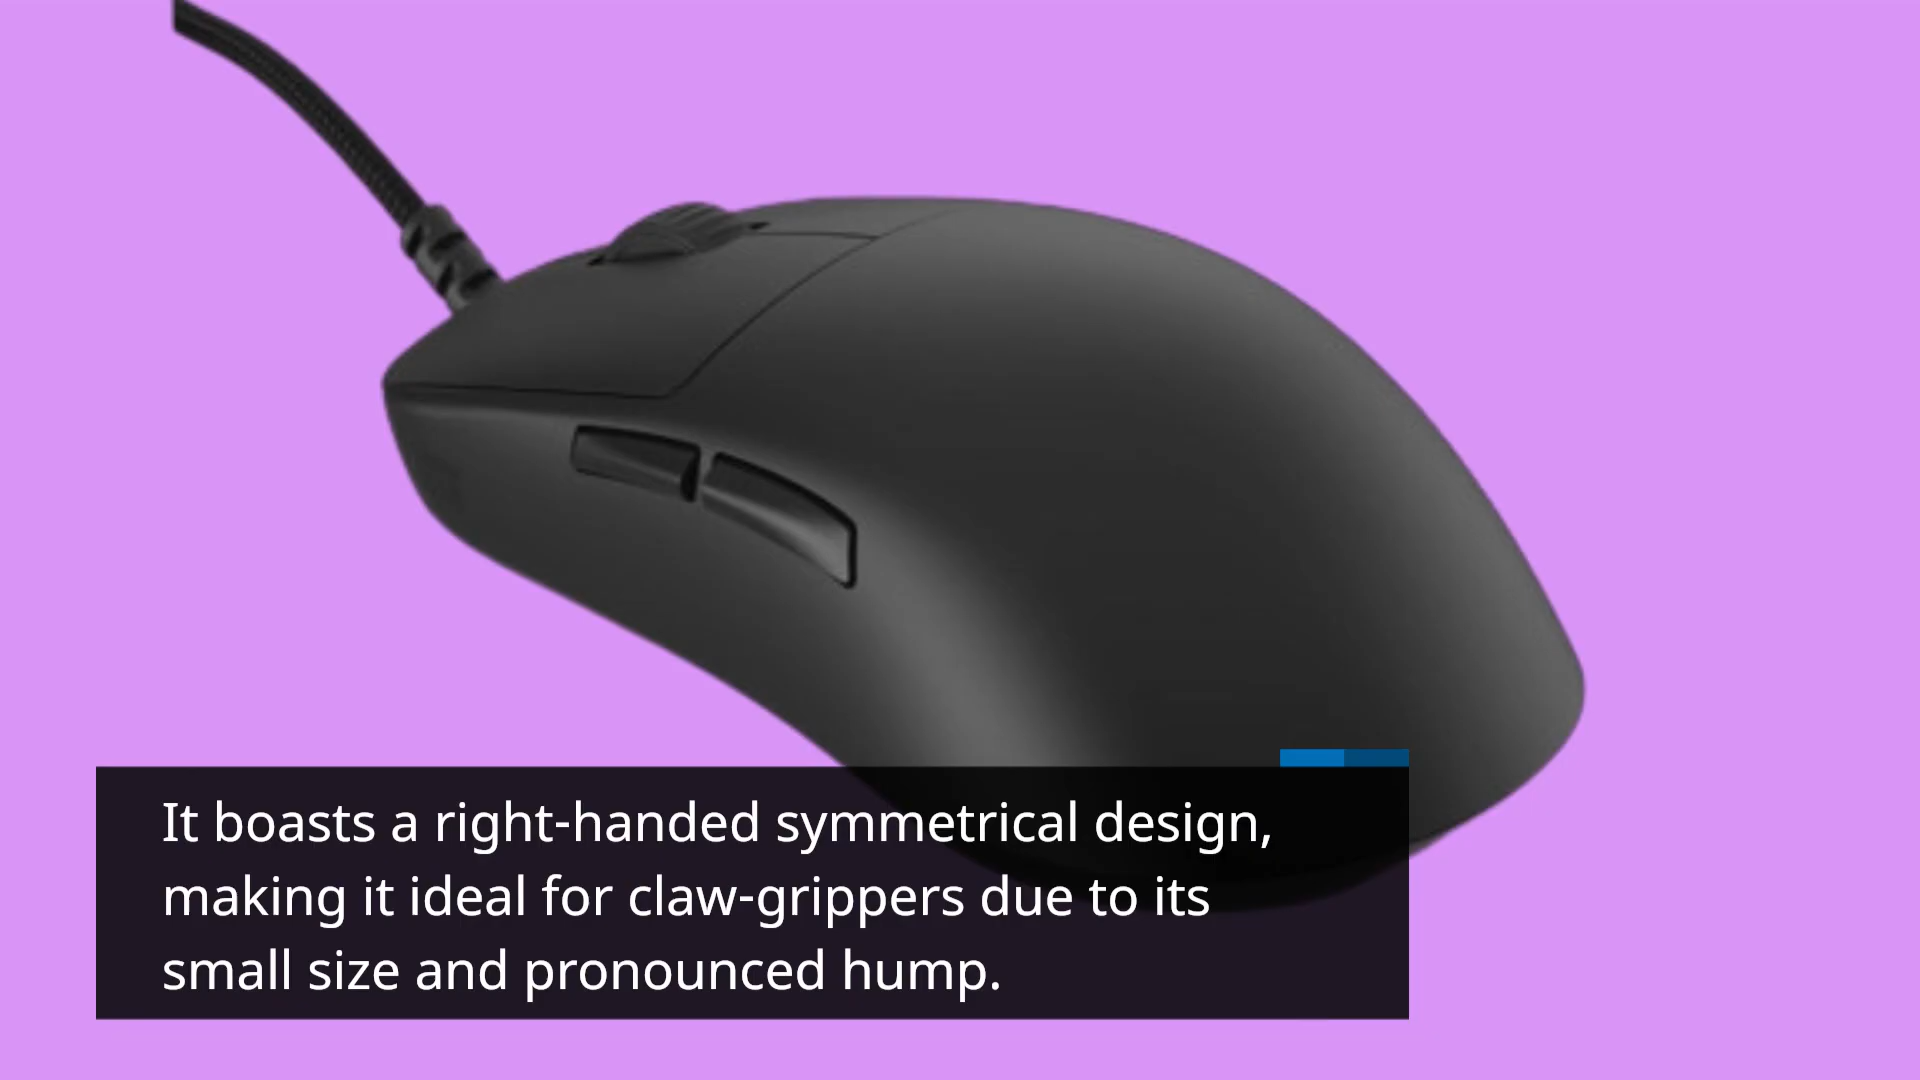 It boasts a right-handed symmetrical design,
making it ideal for claw-grippers due to its
small size and pronounced hump.